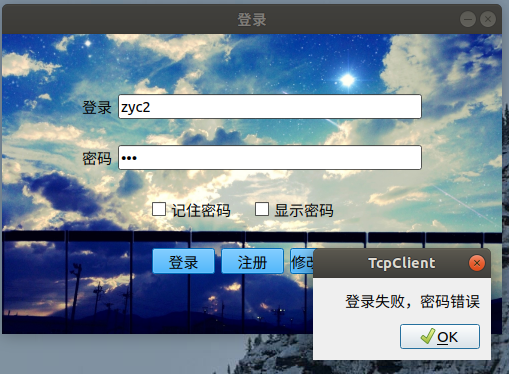 登录
登录 zyc2
密码 •••
记住密码 显示密码
登录 注册 修改
TcpClient
登录失败，密码错误
OK